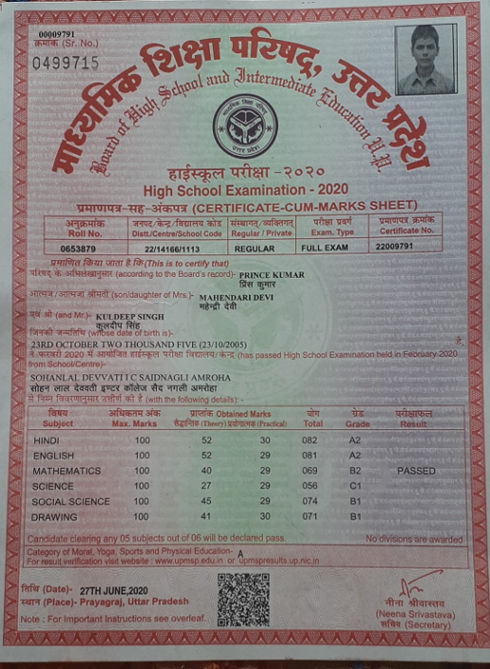 00009791
क्रमांक (Sr. No.)
0499715
माध्यमिक शिक्षा परिषद, उत्तर प्रदेश
Board of High School and Intermediate Education U.P.
हाईस्कूल परीक्षा -२०२०
High School Examination - 2020
प्रमाणपत्र-सह-अंकपत्र (CERTIFICATE-CUM-MARKS SHEET)
अनुक्रमांक जनपद/केन्द्र/विद्यालय कोड संस्थागत/व्यक्तिगत परीक्षा प्रवर्ग प्रमाणपत्र क्रमांक
Roll No. Distt./Centre/School Code Regular / Private Exam. Type Certificate No.
0653879 22/14166/1113 REGULAR FULL EXAM 22009791
प्रमाणित किया जाता है कि(This is to certify that)
परिषद के अभिलेखानुसार (according to the Board's record)- PRINCE KUMAR
प्रिंस कुमार
आत्मज/आत्मजा श्रीमती (son/daughter of Mrs.)- MAHENDARI DEVI
महेन्द्री देवी
एवं श्री (and Mr.)- KULDEEP SINGH
कुलदीप सिंह
जिनकी जन्मतिथि (whose date of birth is)-
23RD OCTOBER TWO THOUSAND FIVE (23/10/2005) है,
ने फरवरी 2020 में आयोजित हाईस्कूल परीक्षा विद्यालय/केन्द्र (has passed High School Examination held in February 2020
from School/Centre)-
SOHANLAL DEVVATI I C SAIDNAGLI AMROHA
सोहन लाल देववती इण्टर कॉलेज सैद नगली अमरोहा
से निम्न विवरणानुसार उत्तीर्ण की है (with the following details):-
विषय अधिकतम अंक प्राप्तांक Obtained Marks योग ग्रेड परीक्षाफल
Subject Max. Marks सैद्धान्तिक (Theory) प्रयोगात्मक (Practical) Total Grade Result
HINDI 100 52 30 082 A2
ENGLISH 100 52 29 081 A2
MATHEMATICS 100 40 29 069 B2 PASSED
SCIENCE 100 27 29 056 C1
SOCIAL SCIENCE 100 45 29 074 B1
DRAWING 100 41 30 071 B1
Candidate clearing any 05 subjects out of 06 will be declared pass. No divisions are awarded
Category of Moral, Yoga, Sports and Physical Education- A
For result verification visit website : www.upmsp.edu.in or upmspresults.up.nic.in
तिथि (Date)- 27TH JUNE,2020
स्थान (Place)- Prayagraj, Uttar Pradesh
Note : For Important Instructions see overleaf.
नीना श्रीवास्तव
(Neena Srivastava)
सचिव (Secretary)